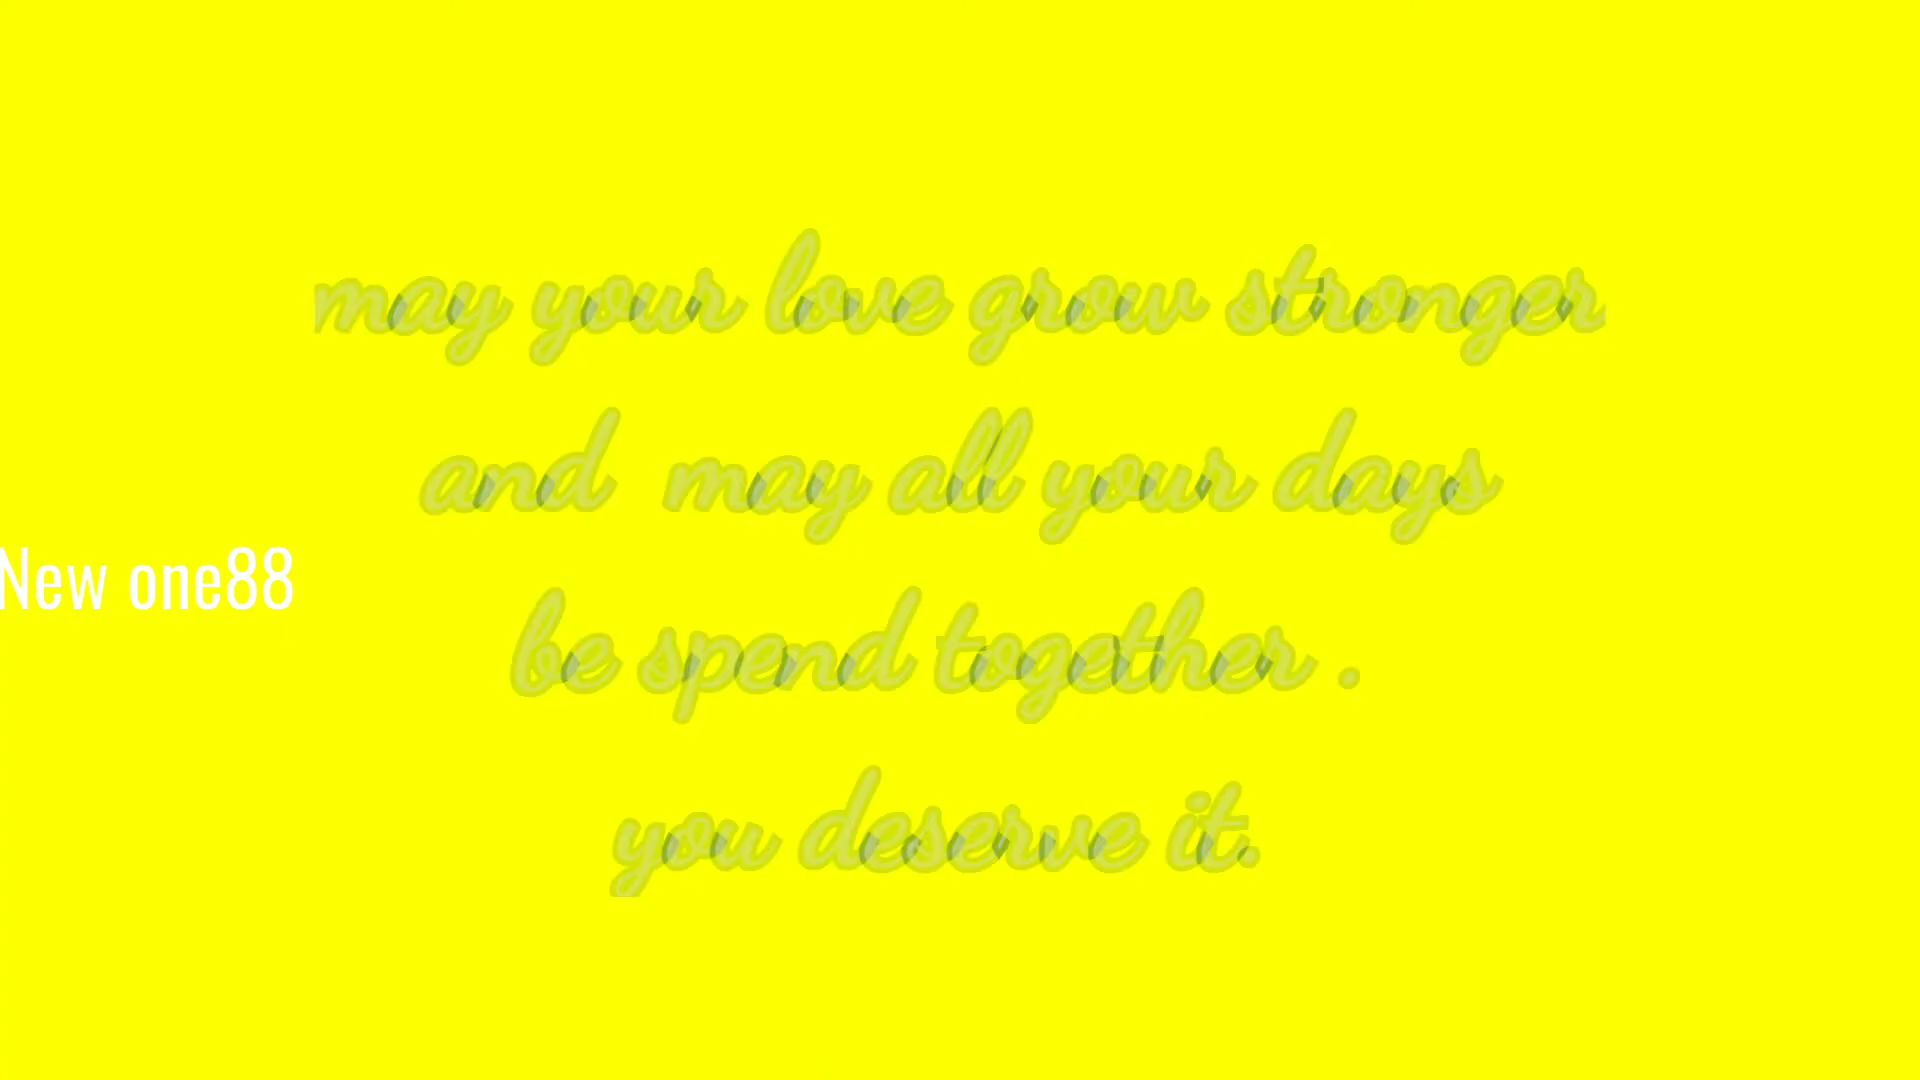 may your love grow stronger
and may all your days
New one88
be spend together .
you deserve it.